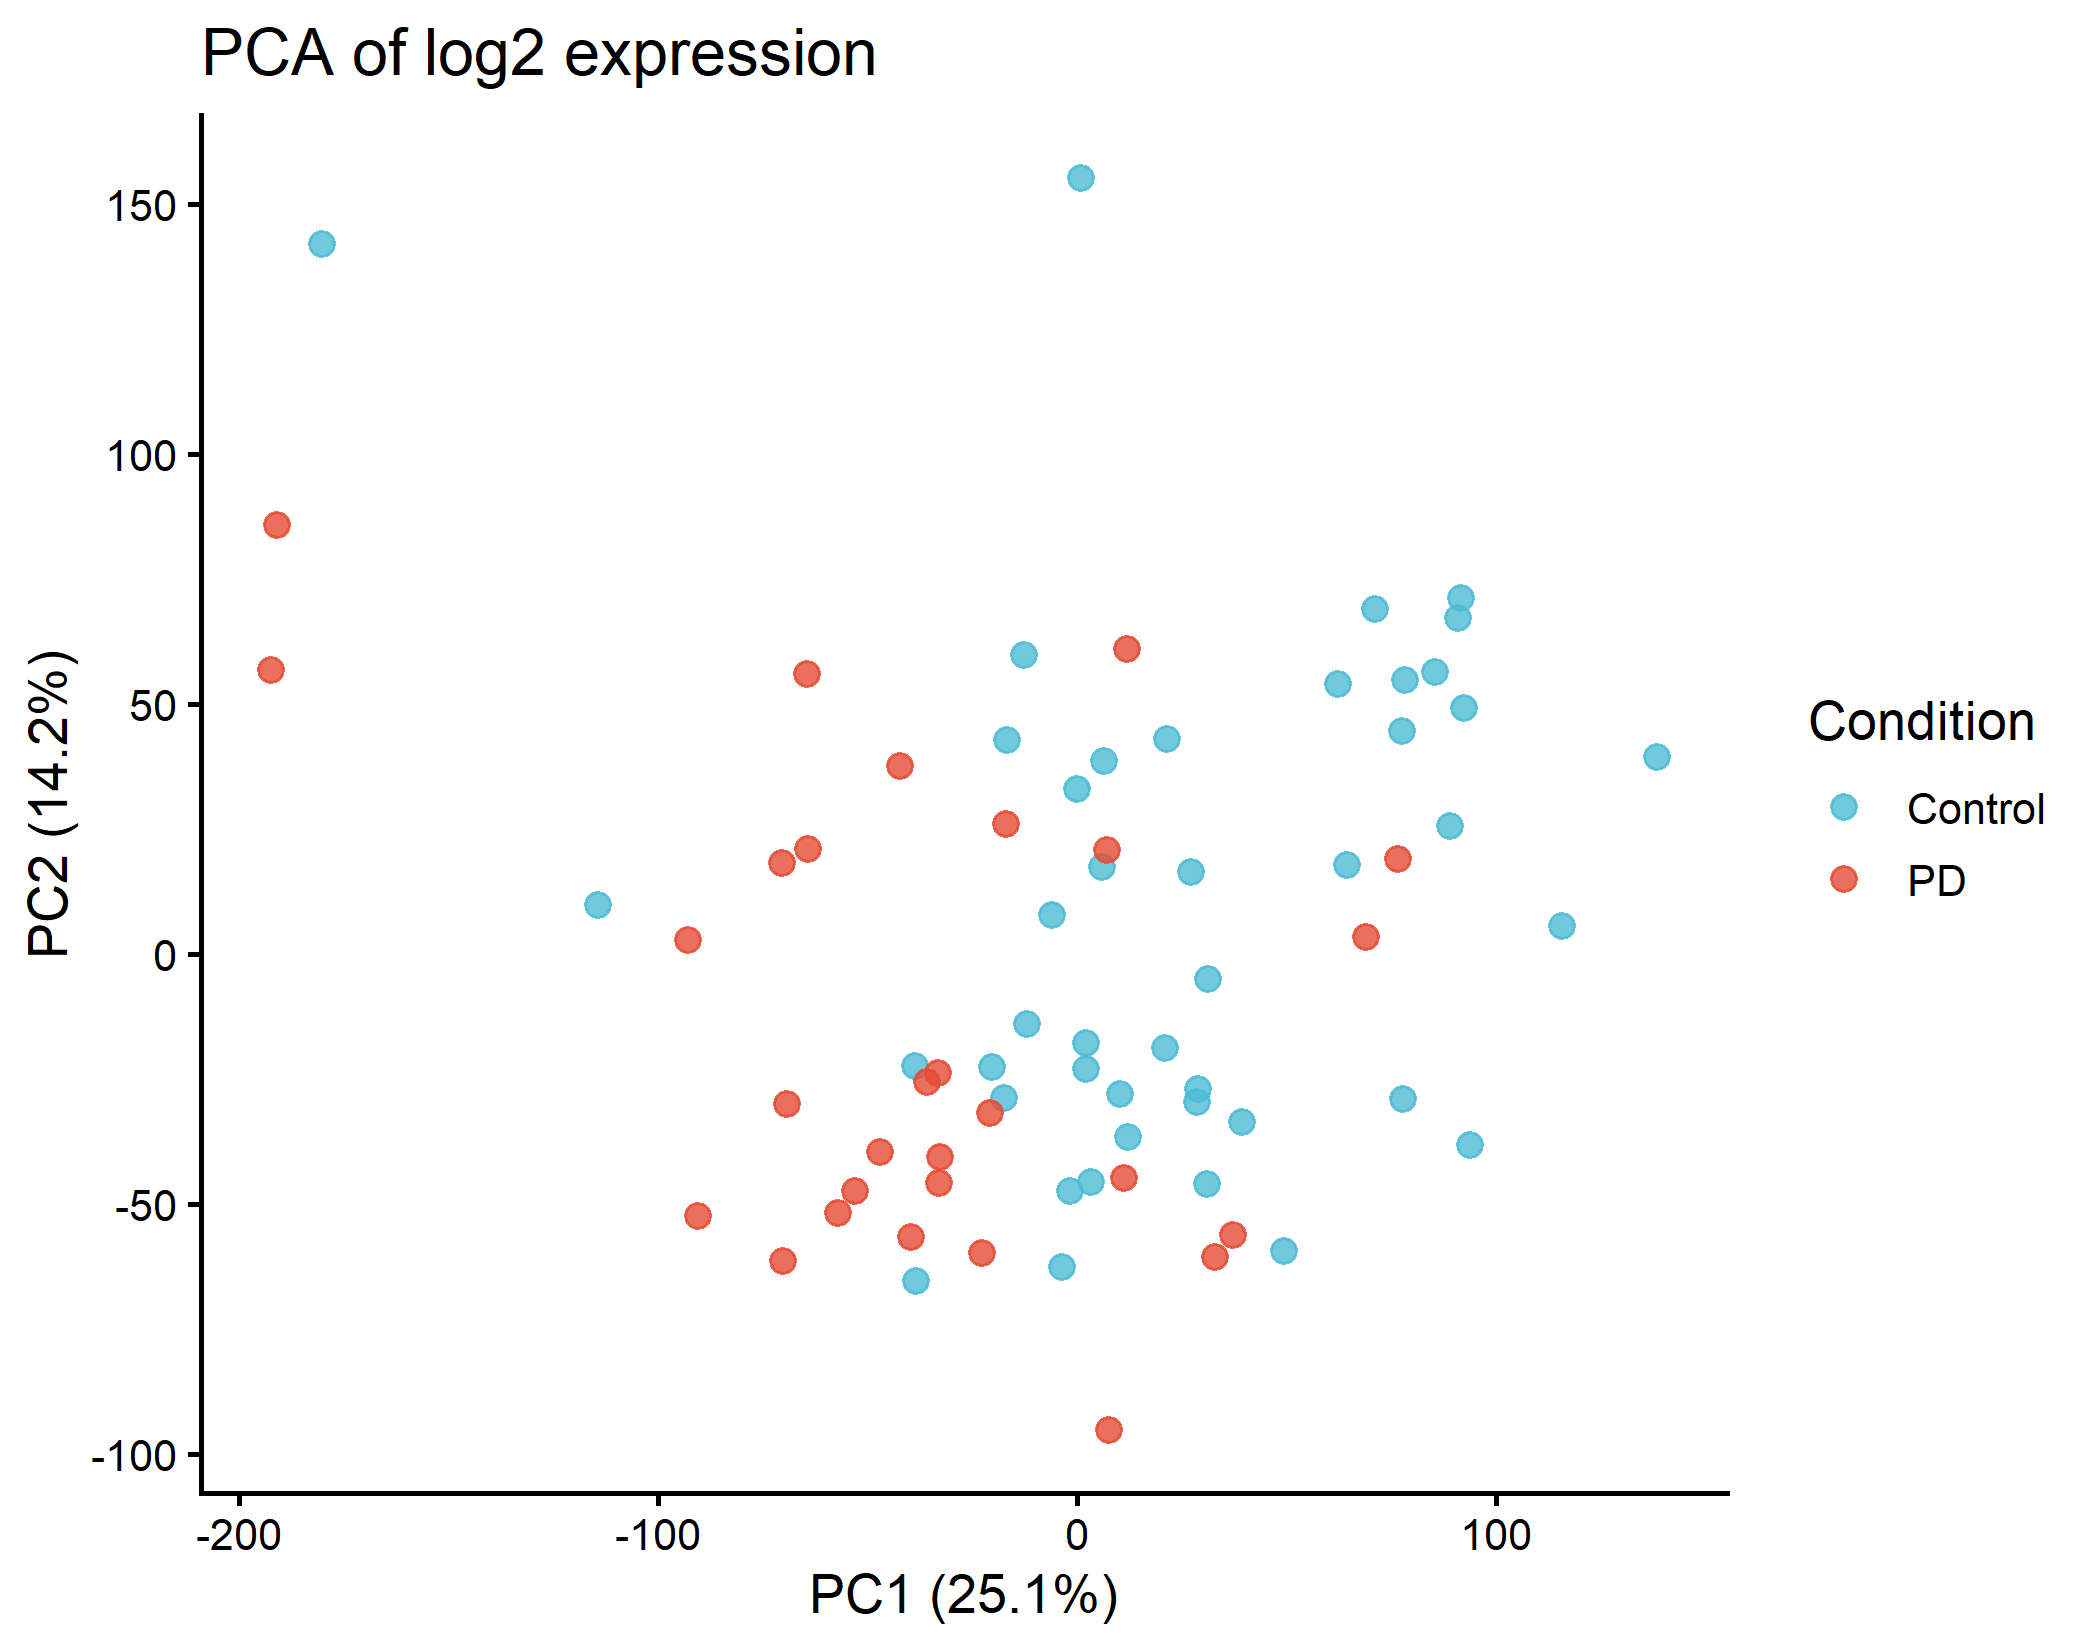 PCA of log2 expression
150
100
50
0
-50
-100
PC2 (14.2%)
-200
-100
0
100
PC1 (25.1%)
Condition
Control
PD